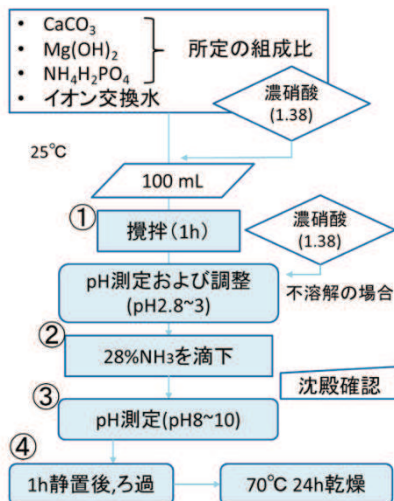 • CaCO₃
• Mg(OH)₂
• NH₄H₂PO₄
所定の組成比
• イオン交換水
濃硝酸
(1.38)
25℃
100 mL
①
攪拌（1h）
濃硝酸
(1.38)
pH測定および調整
(pH2.8~3)
不溶解の場合
②
28%NH₃を滴下
沈殿確認
③
pH測定(pH8~10)
④
1h静置後,ろ過
70℃ 24h乾燥